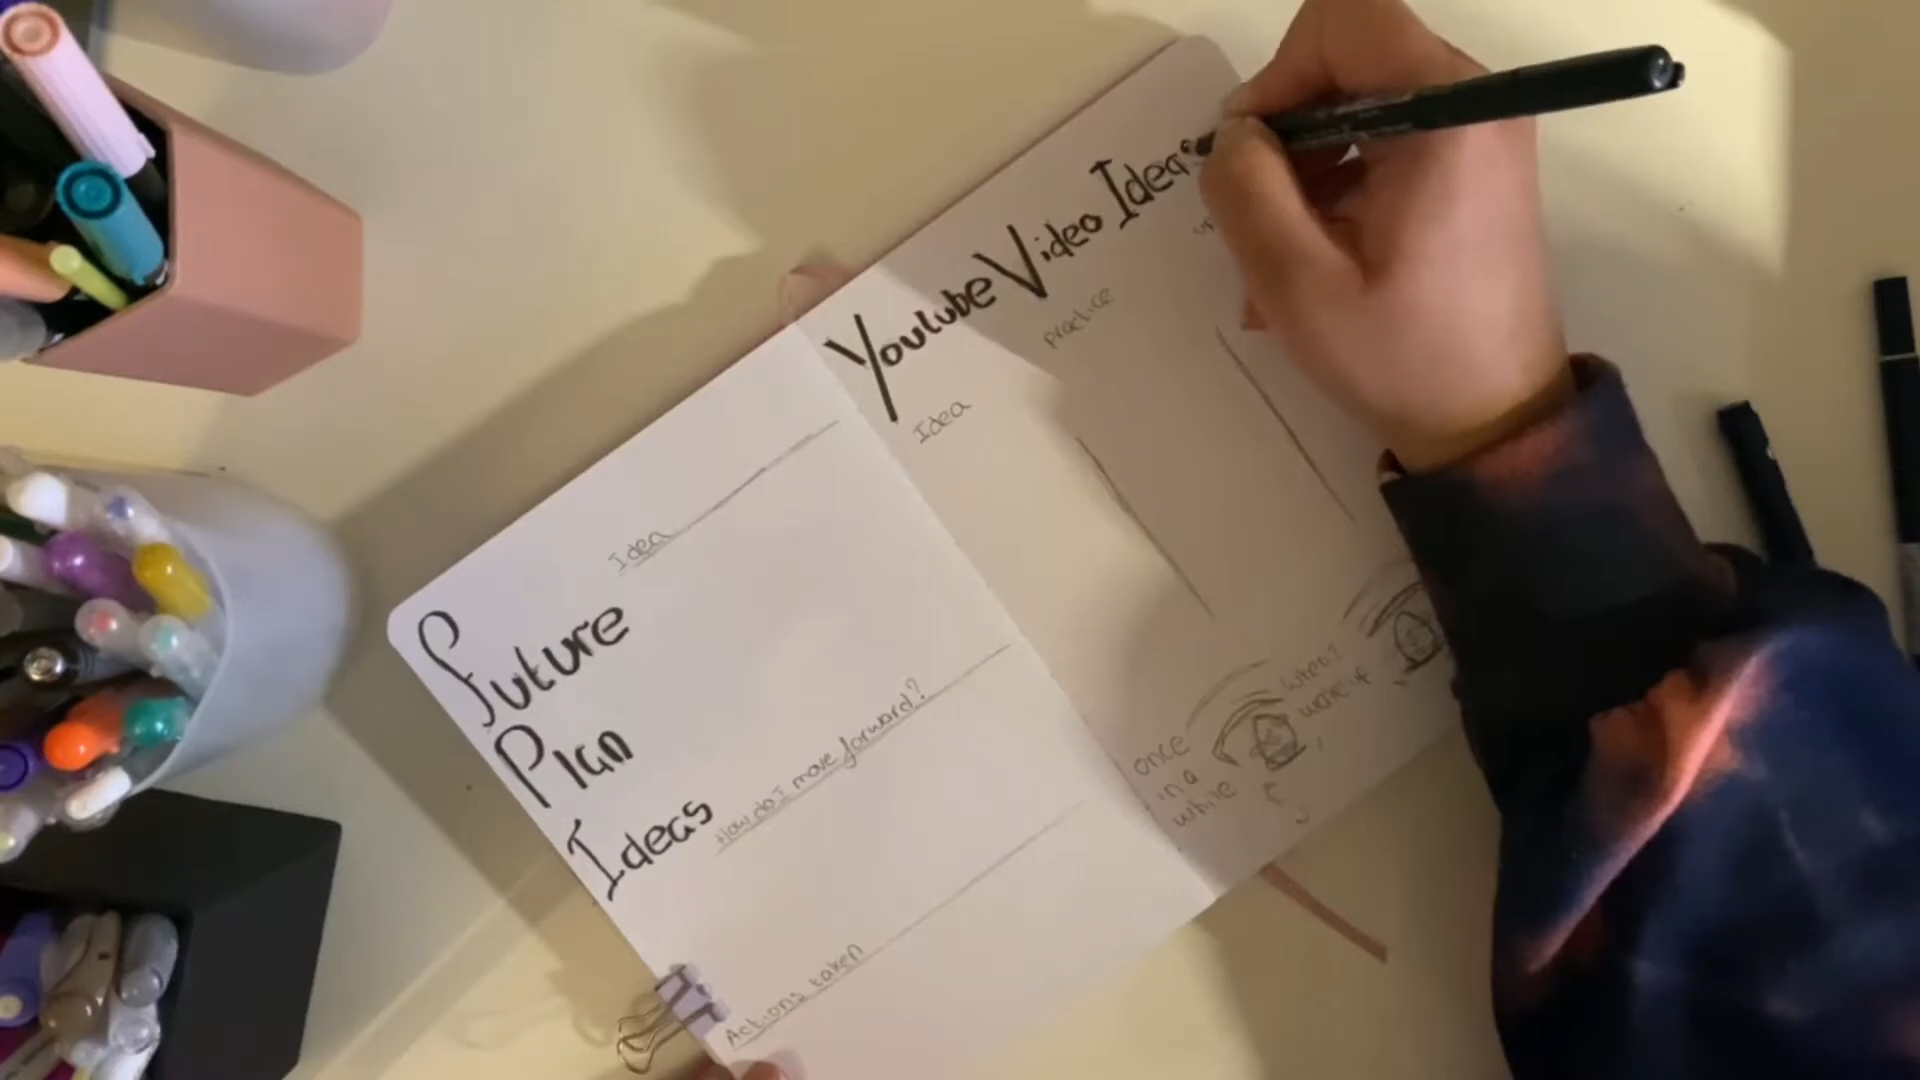 Idea
Future
Plan
Ideas
How do I move forward?
Actions taken
Youtube Video Ideas
Idea
practice
once
in a
while
when I
wake up